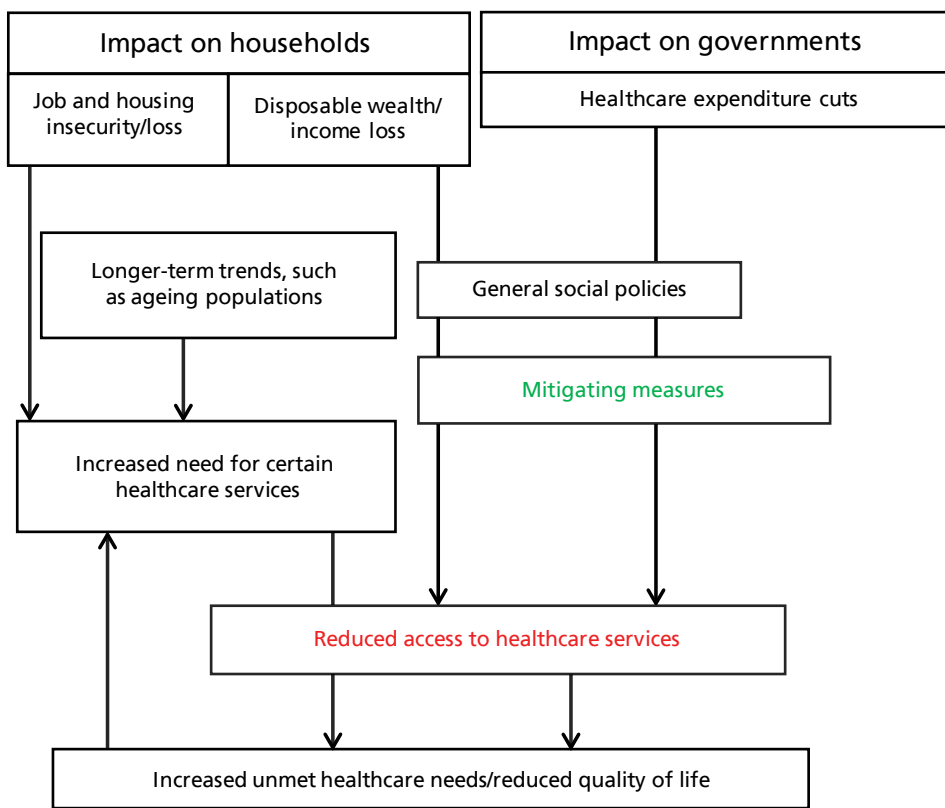 Impact on households
Job and housing
insecurity/loss
Disposable wealth/
income loss
Impact on governments
Healthcare expenditure cuts
Longer-term trends, such
as ageing populations
General social policies
Mitigating measures
Increased need for certain
healthcare services
Reduced access to healthcare services
Increased unmet healthcare needs/reduced quality of life